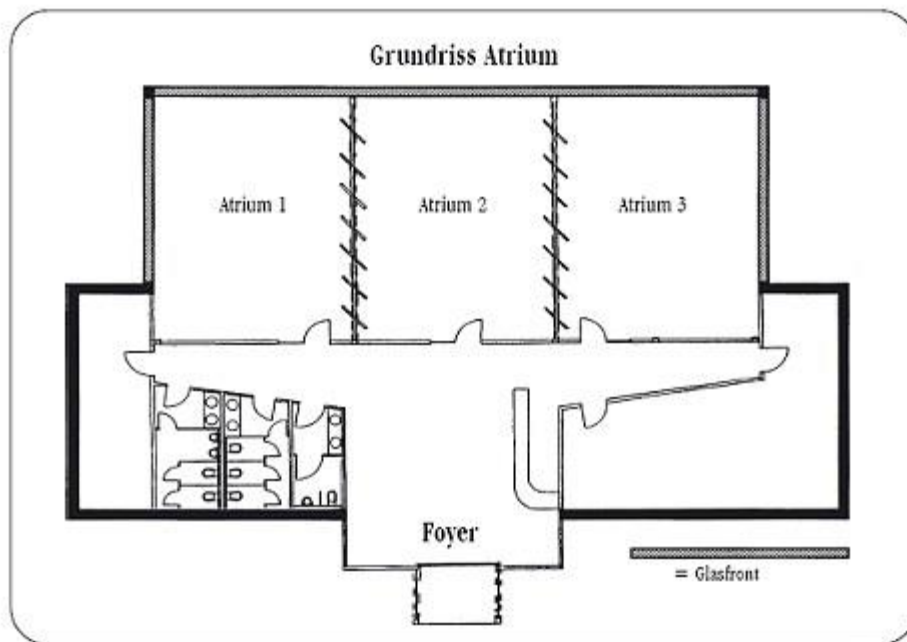 Grundriss Atrium
Atrium 1
Atrium 2
Atrium 3
Foyer
= Glasfront